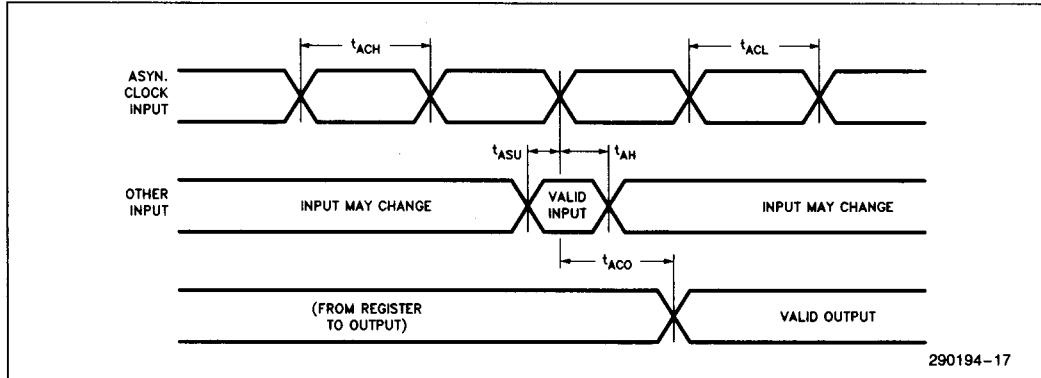 tACH
tACL
ASYN.
CLOCK
INPUT
tASU
tAH
OTHER
INPUT
INPUT MAY CHANGE
VALID
INPUT
INPUT MAY CHANGE
tACO
(FROM REGISTER
TO OUTPUT)
VALID OUTPUT
290194-17